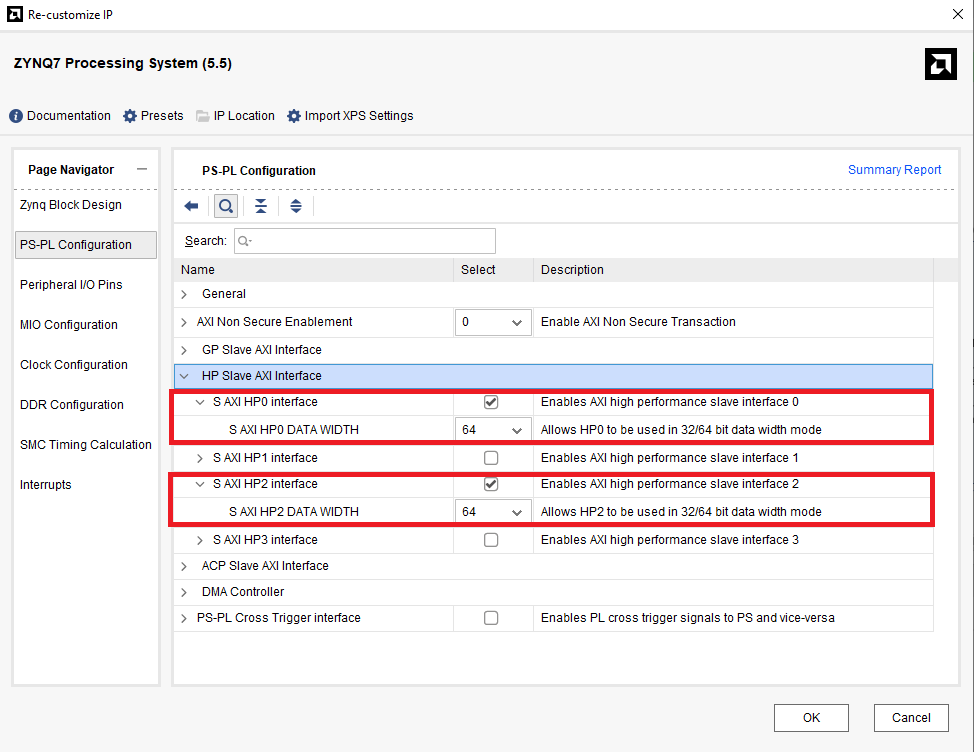 Re-customize IP
ZYNQ7 Processing System (5.5)
Documentation Presets IP Location Import XPS Settings
Page Navigator
Zynq Block Design
PS-PL Configuration
Peripheral I/O Pins
MIO Configuration
Clock Configuration
DDR Configuration
SMC Timing Calculation
Interrupts
PS-PL Configuration Summary Report
Search:
Name Select Description
General
AXI Non Secure Enablement 0 Enable AXI Non Secure Transaction
GP Slave AXI Interface
HP Slave AXI Interface
S AXI HP0 interface Enables AXI high performance slave interface 0
S AXI HP0 DATA WIDTH 64 Allows HP0 to be used in 32/64 bit data width mode
S AXI HP1 interface Enables AXI high performance slave interface 1
S AXI HP2 interface Enables AXI high performance slave interface 2
S AXI HP2 DATA WIDTH 64 Allows HP2 to be used in 32/64 bit data width mode
S AXI HP3 interface Enables AXI high performance slave interface 3
ACP Slave AXI Interface
DMA Controller
PS-PL Cross Trigger interface Enables PL cross trigger signals to PS and vice-versa
OK Cancel